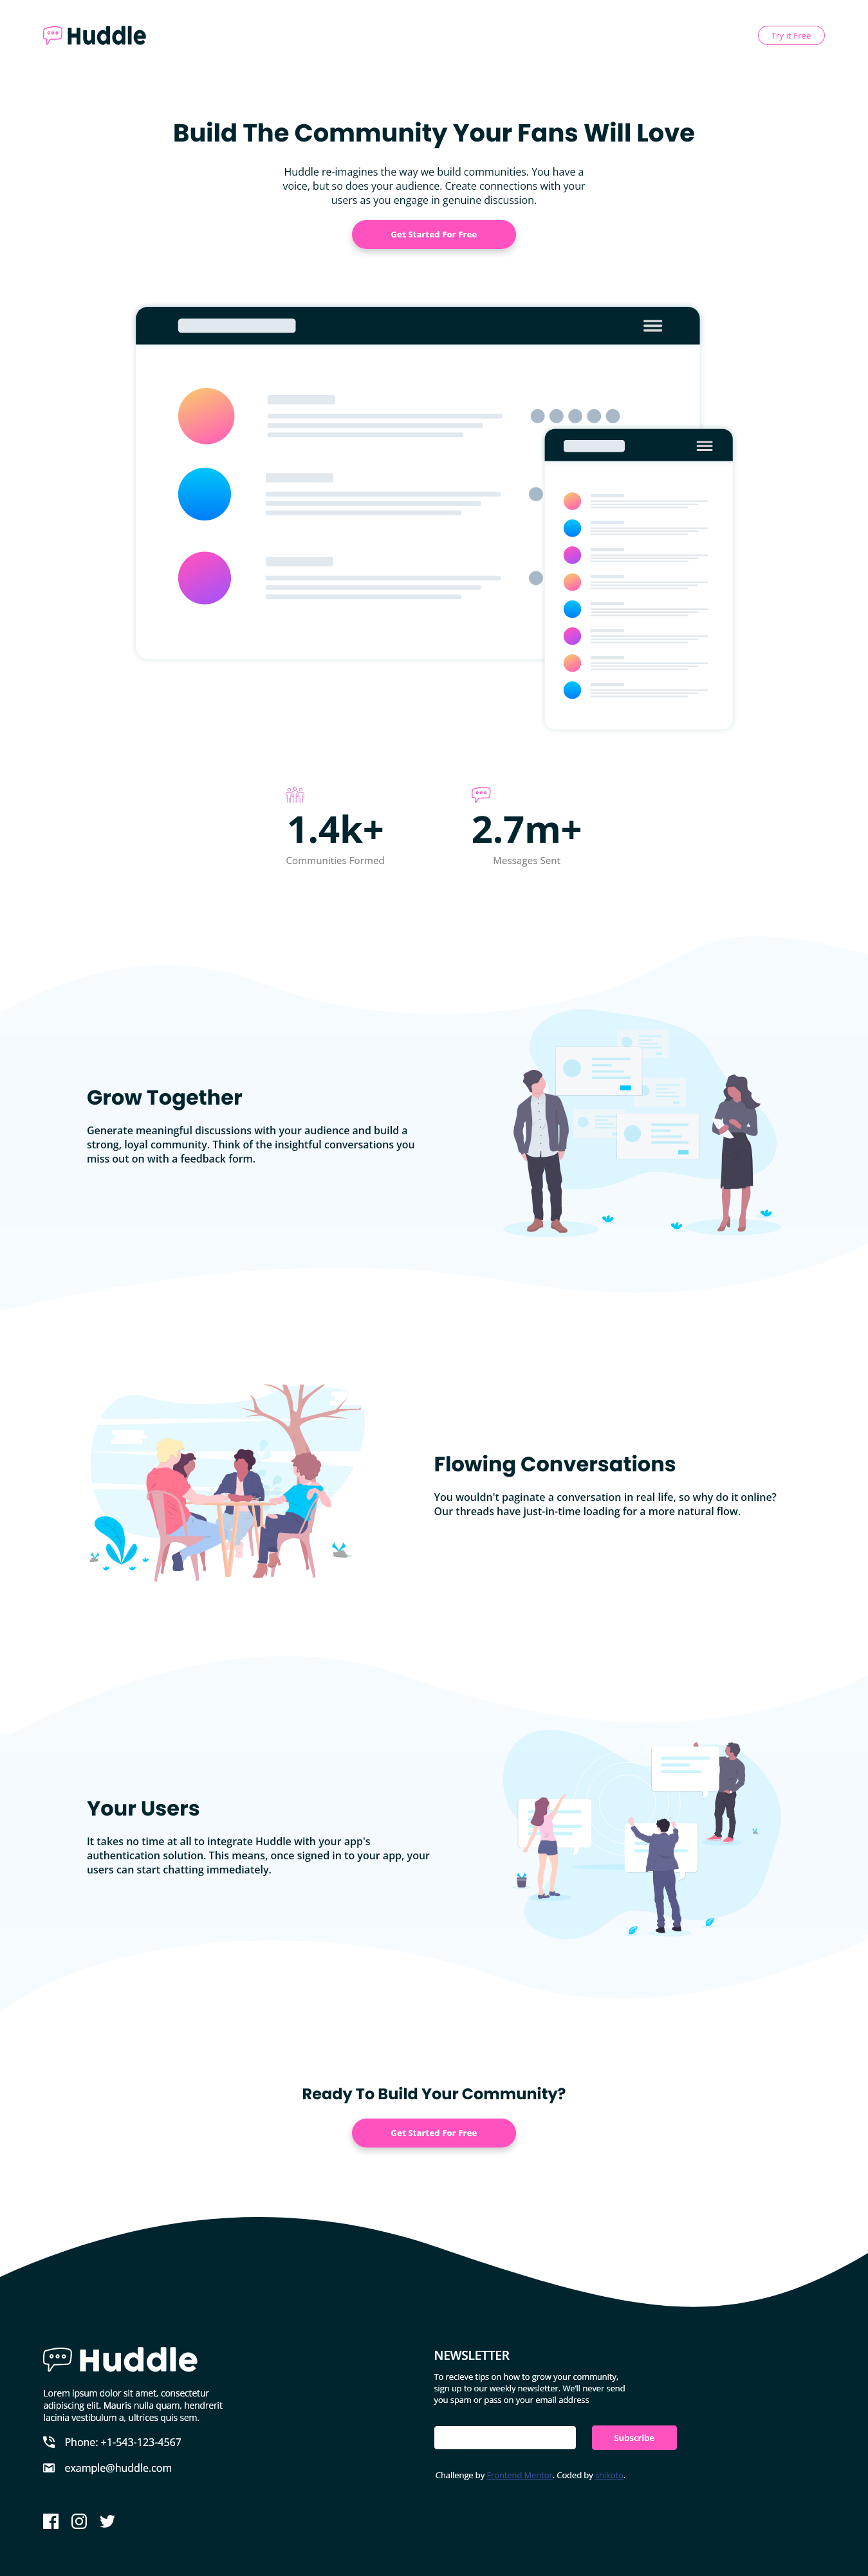 Huddle
Try it Free
Build The Community Your Fans Will Love
Huddle re-imagines the way we build communities. You have a
voice, but so does your audience. Create connections with your
users as you engage in genuine discussion.
Get Started For Free
1.4k+
Communities Formed
2.7m+
Messages Sent
Grow Together
Generate meaningful discussions with your audience and build a
strong, loyal community. Think of the insightful conversations you
miss out on with a feedback form.
Flowing Conversations
You wouldn't paginate a conversation in real life, so why do it online?
Our threads have just-in-time loading for a more natural flow.
Your Users
It takes no time at all to integrate Huddle with your app's
authentication solution. This means, once signed in to your app, your
users can start chatting immediately.
Ready To Build Your Community?
Get Started For Free
Huddle
Lorem ipsum dolor sit amet, consectetur
adipiscing elit. Mauris nulla quam, hendrerit
lacinia vestibulum a, ultrices quis sem.
Phone: +1-543-123-4567
example@huddle.com
NEWSLETTER
To recieve tips on how to grow your community,
sign up to our weekly newsletter. We'll never send
you spam or pass on your email address
Subscribe
Challenge by Frontend Mentor. Coded by shikoto.